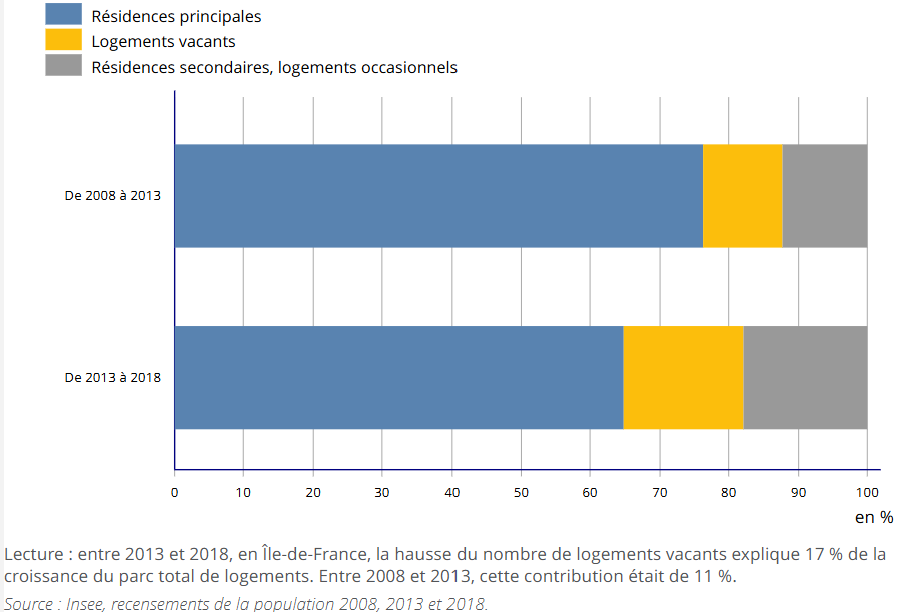 Résidences principales
Logements vacants
Résidences secondaires, logements occasionnels
De 2008 à 2013
De 2013 à 2018
0 10 20 30 40 50 60 70 80 90 100
en %
Lecture : entre 2013 et 2018, en Île-de-France, la hausse du nombre de logements vacants explique 17 % de la
croissance du parc total de logements. Entre 2008 et 2013, cette contribution était de 11 %.
Source : Insee, recensements de la population 2008, 2013 et 2018.